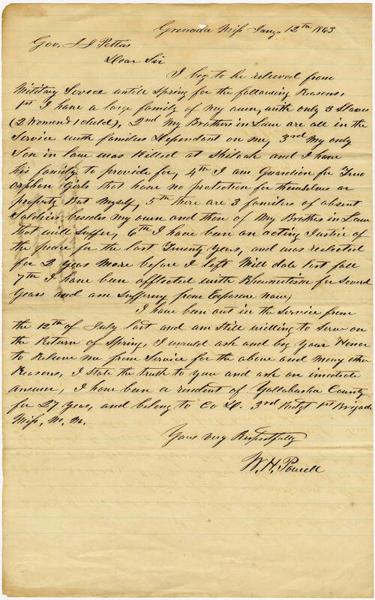 Grenada Miss Jany 12th 1863
Gov. J J Pettus
Dear Sir
I beg to be relieved from
Military Service untill Spring for the following Reasons,
1st I have a large family of my own, with only 3 Slaves
(2 Women & 1 child), 2nd My Brothers in Law are all in the
Service with families dependant on me, 3rd My only
Son in Law was Killed at Shiloah and I have
his family to provide for, 4th I am Guardian for Two
Orphan Girls that have no protection for themselves or
property But Myself, 5th there are 3 families of absent
Soldiers besides my own and then of My Brothers in Laws
that will suffer, 6th I have been an acting Justice of
the peace for the last Twenty Years, and was reelected
for 2 Years More before I left Will date last fall
7th I have been afflicted with Rheumatism for Several
Years and am Suffering from Exposure now,
I have been out in the Service from
the 10th of July last and am still willing to serve on
the Return of Spring, I would ask and beg your Honor
to Relieve me from Service for the above and many other
Reasons, I state the truth to you and ask an imediate
answer, I have been a resident of Yallabusha County
for 27 Years, and belong to Co 3rd Regt 1st Brigade
Miss, M. M.
Yours Very Respectfully
W. H. Powell